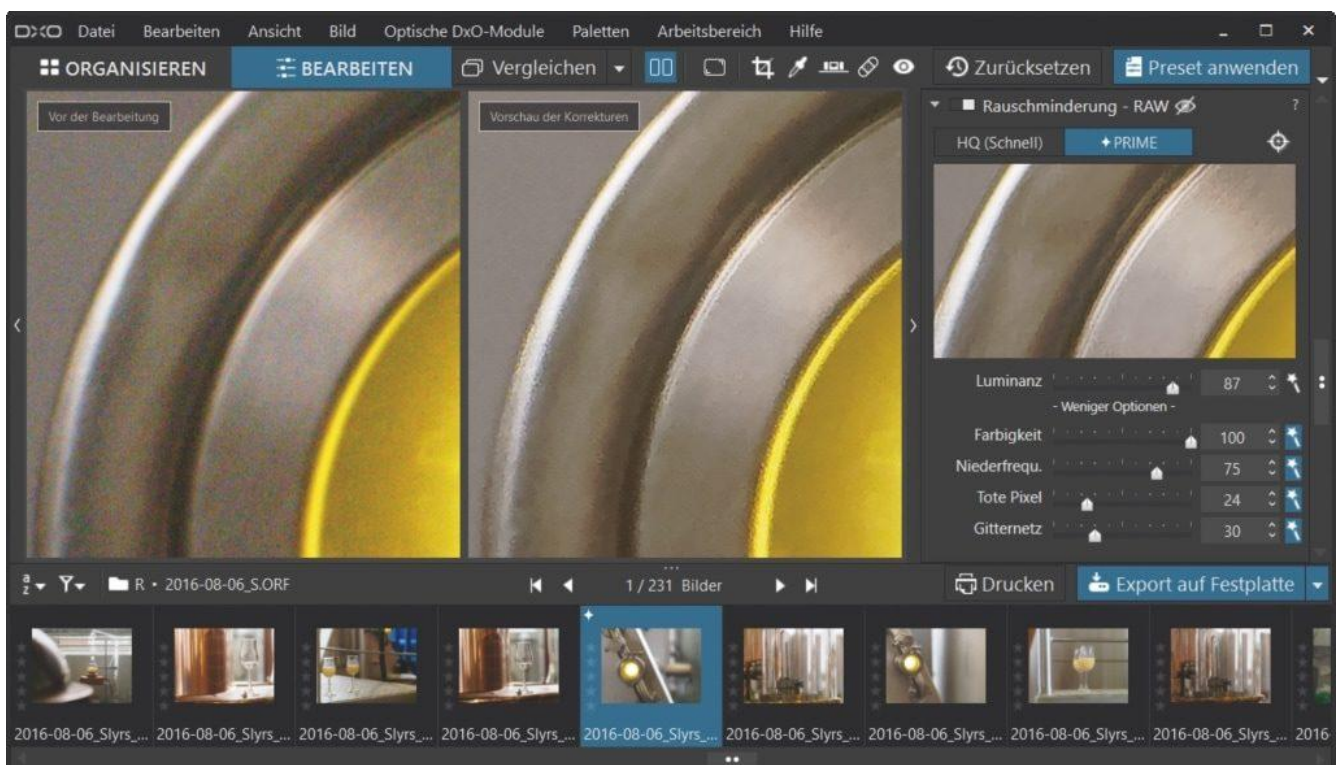 DXO Datei Bearbeiten Ansicht Bild Optische DxO-Module Paletten Arbeitsbereich Hilfe
ORGANISIEREN BEARBEITEN Vergleichen Zurücksetzen Preset anwenden
Vor der Bearbeitung
Vorschau der Korrekturen
Rauschminderung - RAW ?
HQ (Schnell) PRIME
Luminanz 87
- Weniger Optionen -
Farbigkeit 100
Niederfrequ. 75
Tote Pixel 24
Gitternetz 30
a z R • 2016-08-06_S.ORF 1 / 231 Bilder Drucken Export auf Festplatte
2016-08-06_Slyrs_... 2016-08-06_Slyrs_... 2016-08-06_Slyrs_... 2016-08-06_Slyrs_... 2016-08-06_Slyrs_... 2016-08-06_Slyrs_... 2016-08-06_Slyrs_... 2016-08-06_Slyrs_... 2016-08-06_Slyrs_... 2016